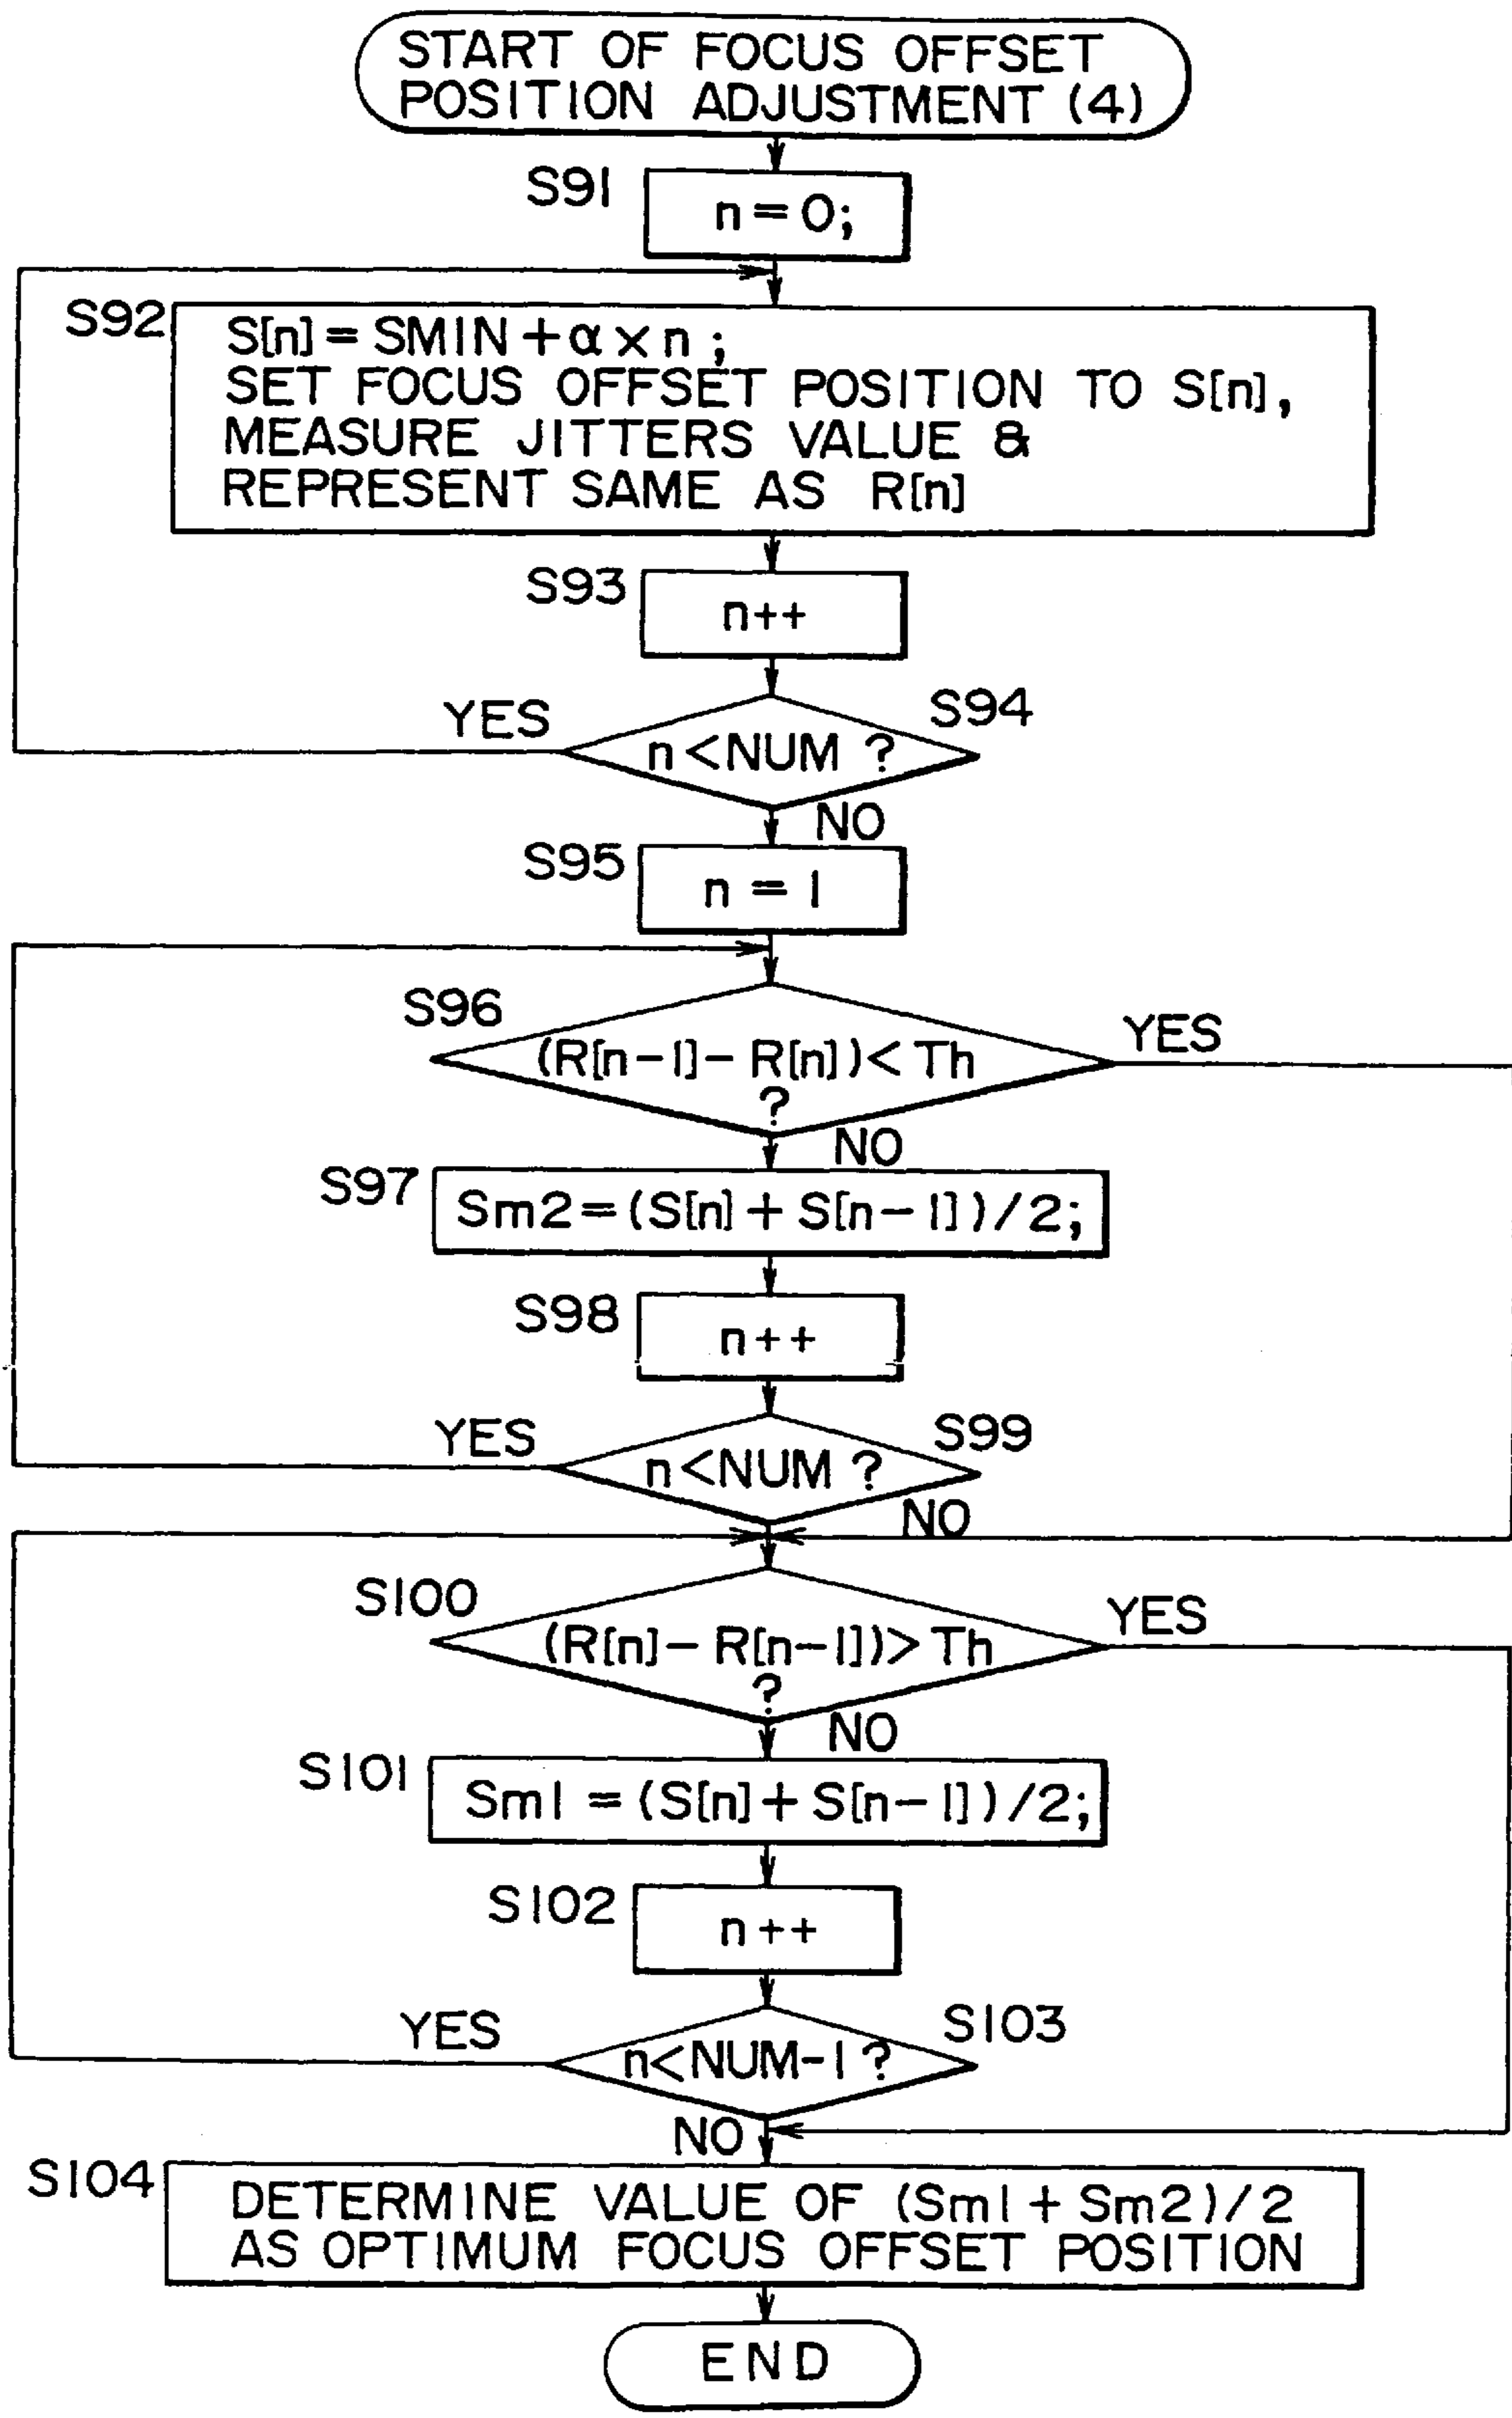 START OF FOCUS OFFSET
POSITION ADJUSTMENT (4)
S91
n=0;
S92
S[n]=SMIN+α×n ;
SET FOCUS OFFSET POSITION TO S[n],
MEASURE JITTERS VALUE &
REPRESENT SAME AS R[n]
S93
n++
YES
S94
n<NUM ?
NO
S95
n=1
S96
YES
(R[n-1]-R[n])<Th
?
NO
S97
Sm2=(S[n]+S[n-1])/2;
S98
n++
YES
S99
n<NUM ?
NO
S100
YES
(R[n]-R[n-1])>Th
?
NO
S101
Sm1=(S[n]+S[n-1])/2;
S102
n++
YES
S103
n<NUM-1?
NO
S104
DETERMINE VALUE OF (Sm1+Sm2)/2
AS OPTIMUM FOCUS OFFSET POSITION
END